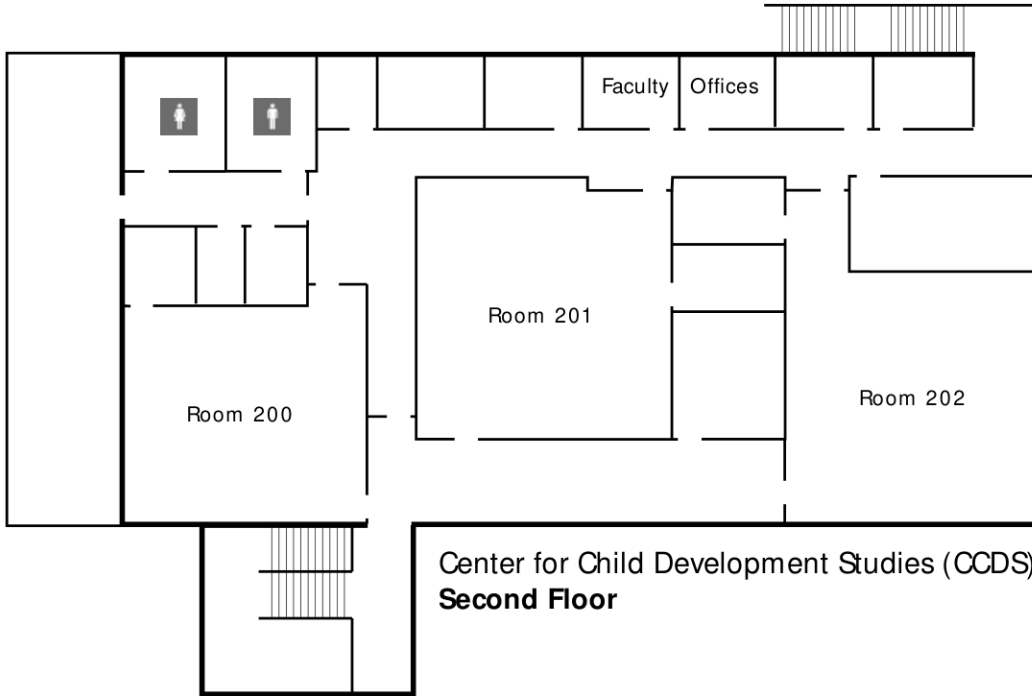 Faculty Offices
Room 201
Room 202
Room 200
Center for Child Development Studies (CCDS)
Second Floor